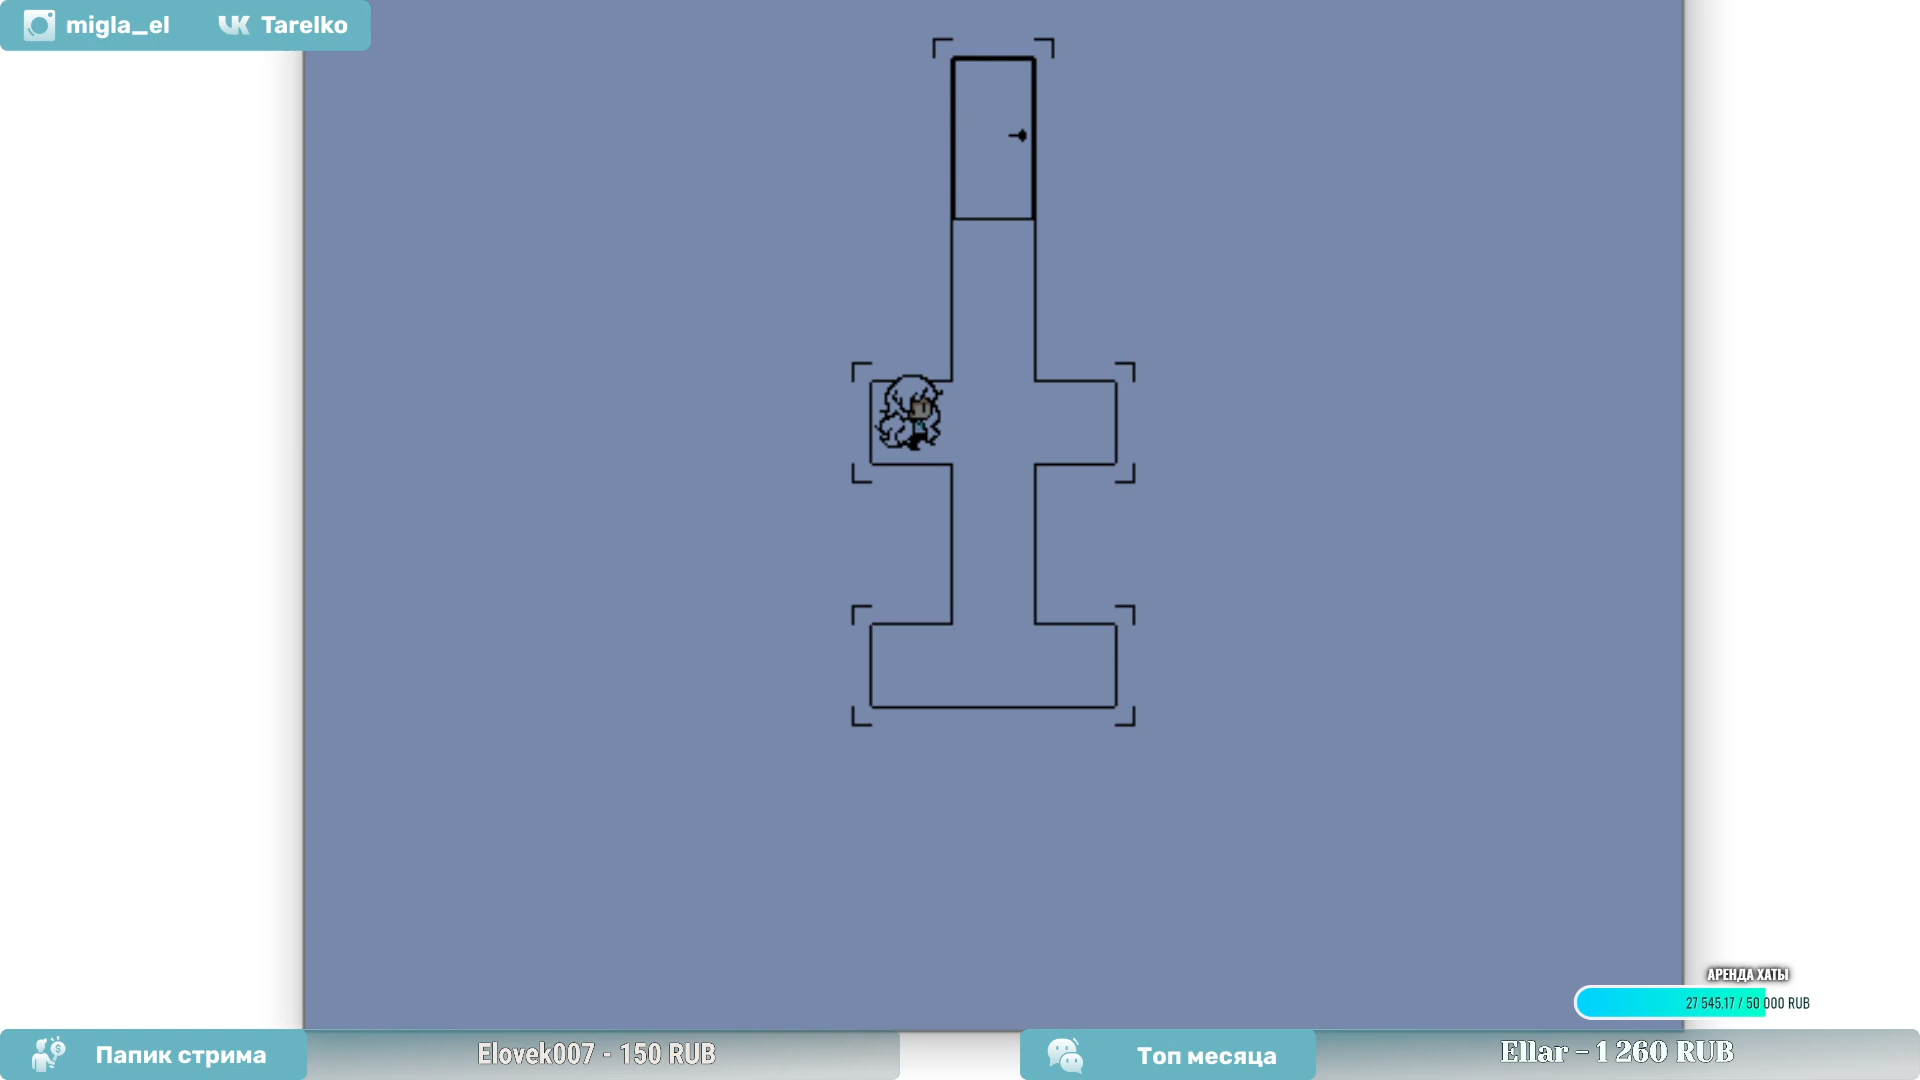 migla_el
VK Tarelko
АРЕНДА ХАТЫ
27 545.17 / 50 000 RUB
Папик стрима
Elovek007 - 150 RUB
Топ месяца
Ellar - 1 260 RUB